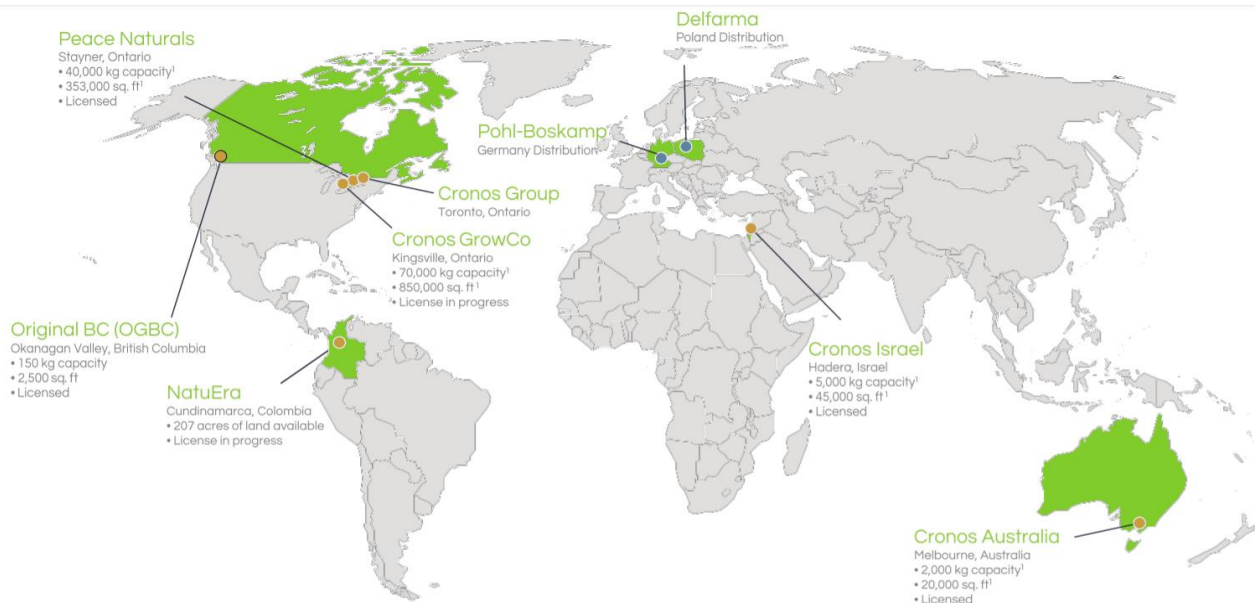 Peace Naturals
Stayner, Ontario
• 40,000 kg capacity¹
• 353,000 sq. ft¹
• Licensed
Delfarma
Poland Distribution
Pohl-Boskamp
Germany Distribution
Cronos Group
Toronto, Ontario
Cronos GrowCo
Kingsville, Ontario
• 70,000 kg capacity¹
• 850,000 sq. ft¹
• License in progress
Original BC (OGBC)
Okanagan Valley, British Columbia
• 150 kg capacity
• 2,500 sq. ft
• Licensed
NatuEra
Cundinamarca, Colombia
• 207 acres of land available
• License in progress
Cronos Israel
Hadera, Israel
• 5,000 kg capacity¹
• 45,000 sq. ft¹
• Licensed
Cronos Australia
Melbourne, Australia
• 2,000 kg capacity¹
• 20,000 sq. ft¹
• Licensed